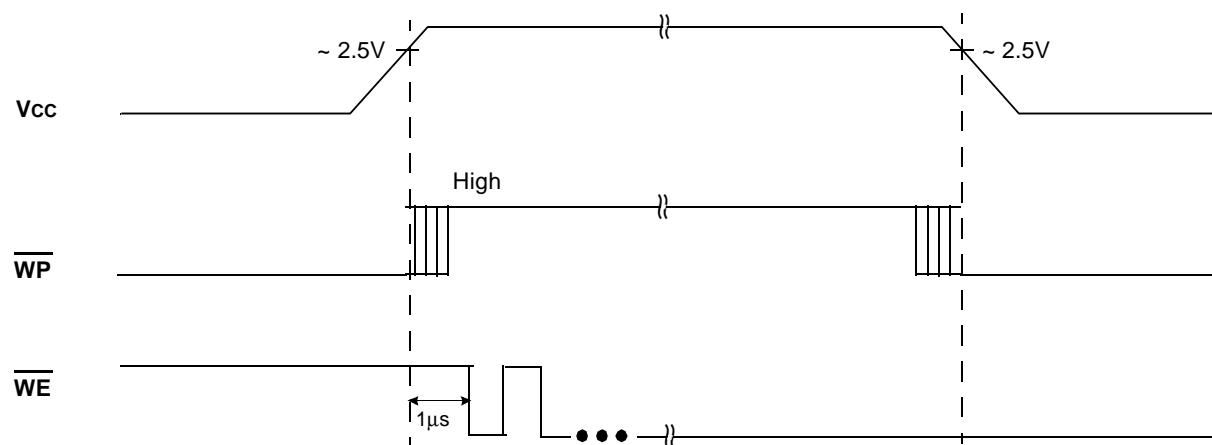 ~ 2.5V
~ 2.5V
Vcc
High
WP
WE
1µs